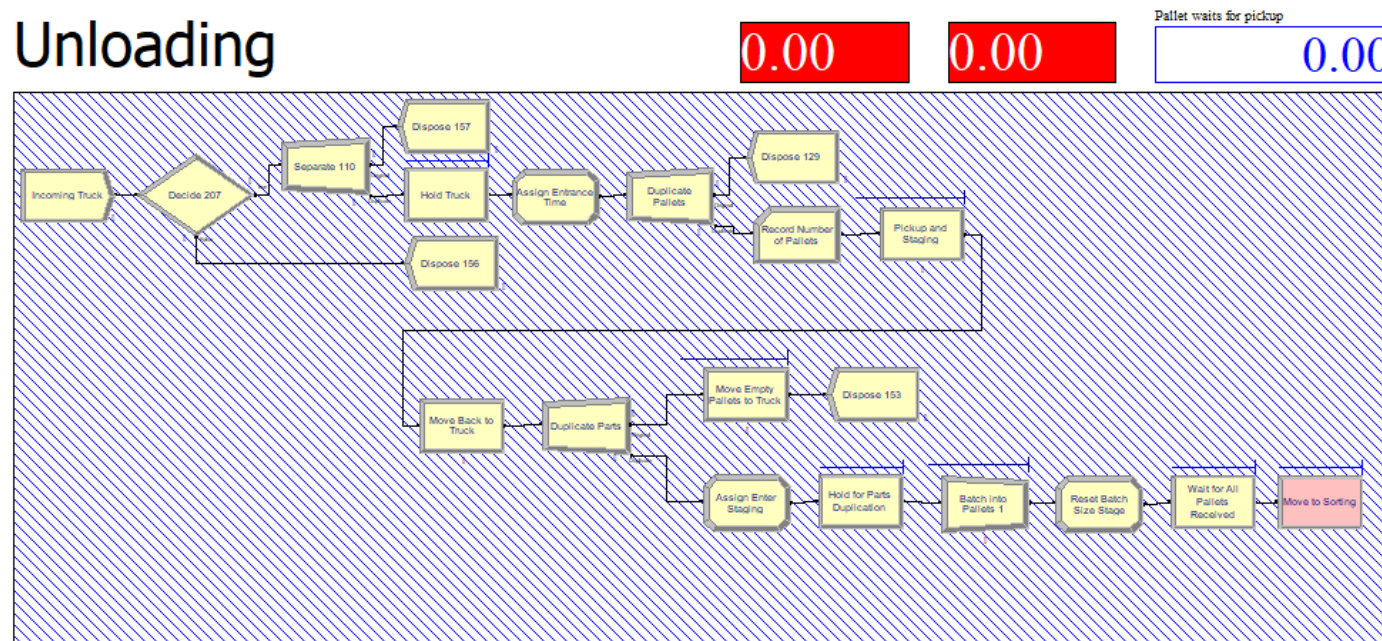 Pallet waits for pickup
Unloading
0.00
0.00
0.00
Dispose 157
Separate 110
Dispose 129
Incoming Truck
Decide 207
Hold Truck
Assign Entrance
Time
Duplicate
Pallets
Record Number
of Pallets
Pickup and
Staging
Dispose 156
Move Empty
Pallets to Truck
Dispose 153
Move Back to
Truck
Duplicate Parts
Assign Enter
Staging
Hold for Parts
Duplication
Batch into
Pallets 1
Reset Batch
Size Stage
Wait for All
Pallets
Received
Move to Sorting